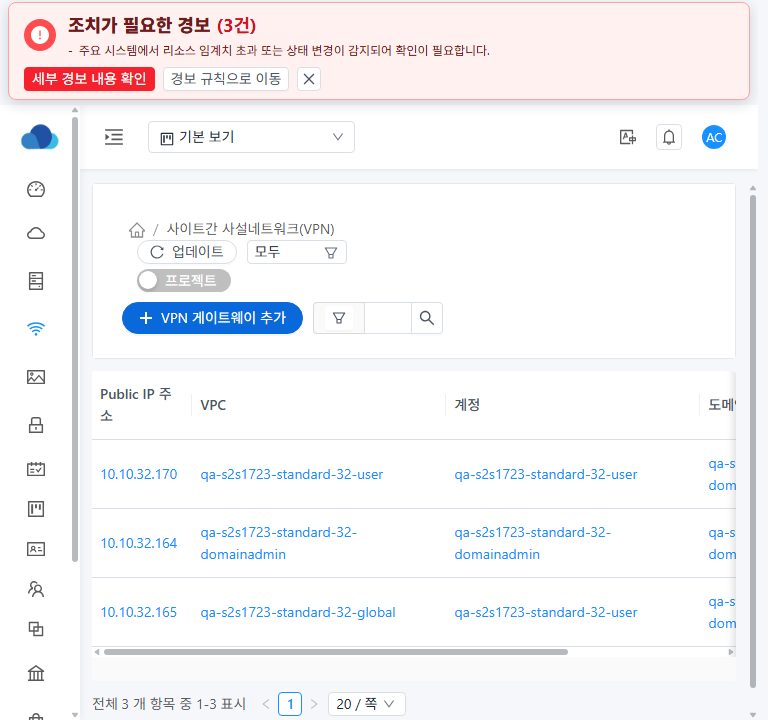 조치가 필요한 경보 (3건)
- 주요 시스템에서 리소스 임계치 초과 또는 상태 변경이 감지되어 확인이 필요합니다.
세부 경보 내용 확인 경보 규칙으로 이동
기본 보기 AC
/ 사이트간 사설네트워크(VPN)
업데이트 모두
프로젝트
VPN 게이트웨이 추가
Public IP 주소 VPC 계정
10.10.32.170 qa-s2s1723-standard-32-user qa-s2s1723-standard-32-user qa-s
dom
10.10.32.164 qa-s2s1723-standard-32-domainadmin qa-s2s1723-standard-32-domainadmin qa-s
dom
10.10.32.165 qa-s2s1723-standard-32-global qa-s2s1723-standard-32-user qa-s
dom
전체 3 개 항목 중 1-3 표시 1 20 / 쪽